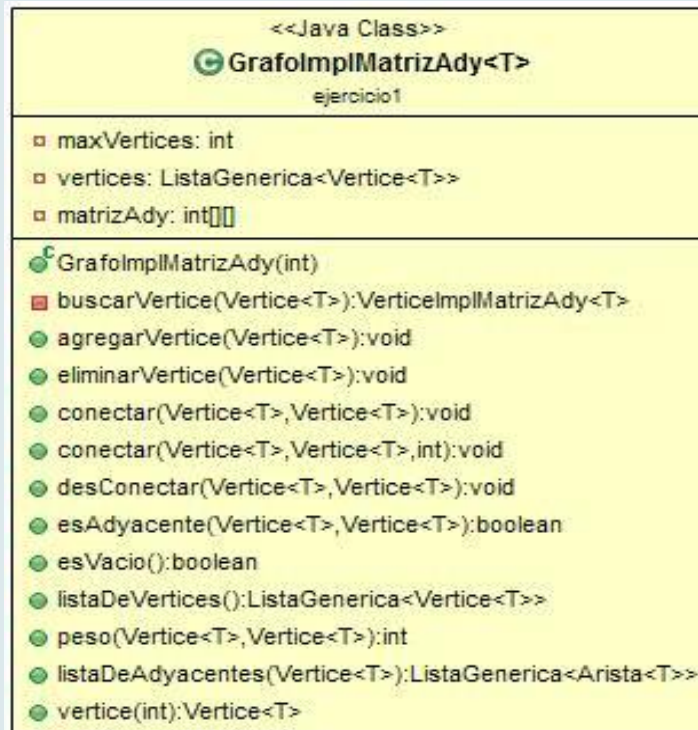 <<Java Class>>
GrafoImplMatrizAdy<T>
ejercicio1
maxVertices: int
vertices: ListaGenerica<Vertice<T>>
matrizAdy: int[][]
GrafoImplMatrizAdy(int)
buscarVertice(Vertice<T>):VerticeImplMatrizAdy<T>
agregarVertice(Vertice<T>):void
eliminarVertice(Vertice<T>):void
conectar(Vertice<T>,Vertice<T>):void
conectar(Vertice<T>,Vertice<T>,int):void
desConectar(Vertice<T>,Vertice<T>):void
esAdyacente(Vertice<T>,Vertice<T>):boolean
esVacio():boolean
listaDeVertices():ListaGenerica<Vertice<T>>
peso(Vertice<T>,Vertice<T>):int
listaDeAdyacentes(Vertice<T>):ListaGenerica<Arista<T>>
vertice(int):Vertice<T>